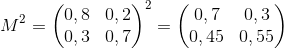 M² = (0,8 0,2
0,3 0,7)² = (0,7 0,3
0,45 0,55)